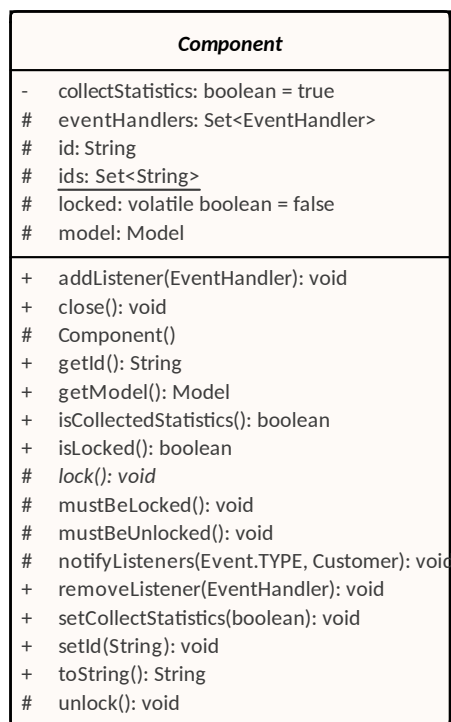 Component
- collectStatistics: boolean = true
# eventHandlers: Set<EventHandler>
# id: String
# ids: Set<String>
# locked: volatile boolean = false
# model: Model
+ addListener(EventHandler): void
+ close(): void
# Component()
+ getId(): String
+ getModel(): Model
+ isCollectedStatistics(): boolean
+ isLocked(): boolean
# lock(): void
# mustBeLocked(): void
# mustBeUnlocked(): void
# notifyListeners(Event.TYPE, Customer): void
+ removeListener(EventHandler): void
+ setCollectStatistics(boolean): void
+ setId(String): void
+ toString(): String
# unlock(): void